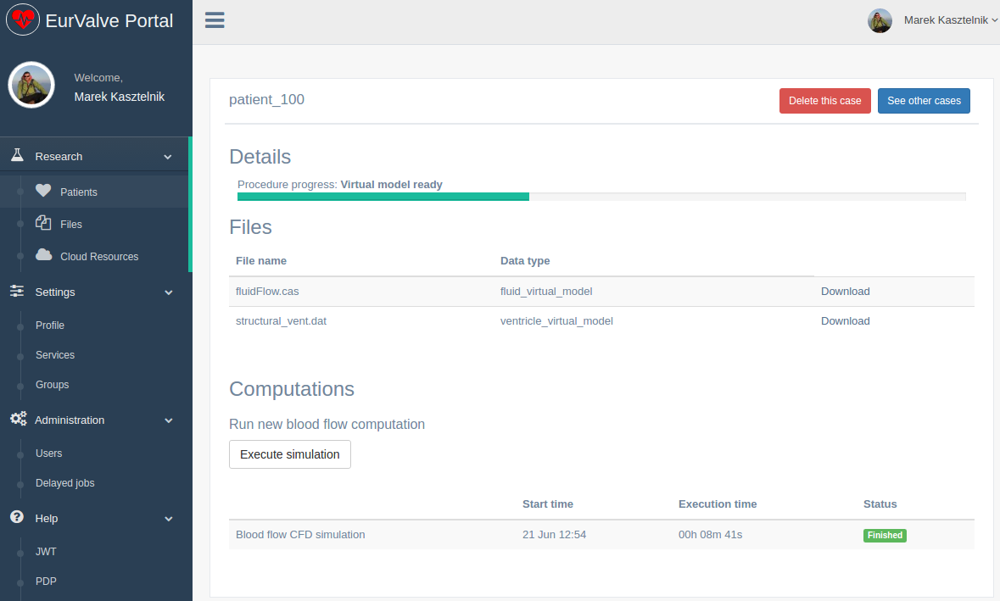 EurValve Portal
Marek Kasztelnik
Welcome,
Marek Kasztelnik
Research
Patients
Files
Cloud Resources
Settings
Profile
Services
Groups
Administration
Users
Delayed jobs
Help
JWT
PDP
patient_100
Delete this case
See other cases
Details
Procedure progress: Virtual model ready
Files
File name Data type
fluidFlow.cas fluid_virtual_model Download
structural_vent.dat ventricle_virtual_model Download
Computations
Run new blood flow computation
Execute simulation
Start time Execution time Status
Blood flow CFD simulation 21 Jun 12:54 00h 08m 41s Finished